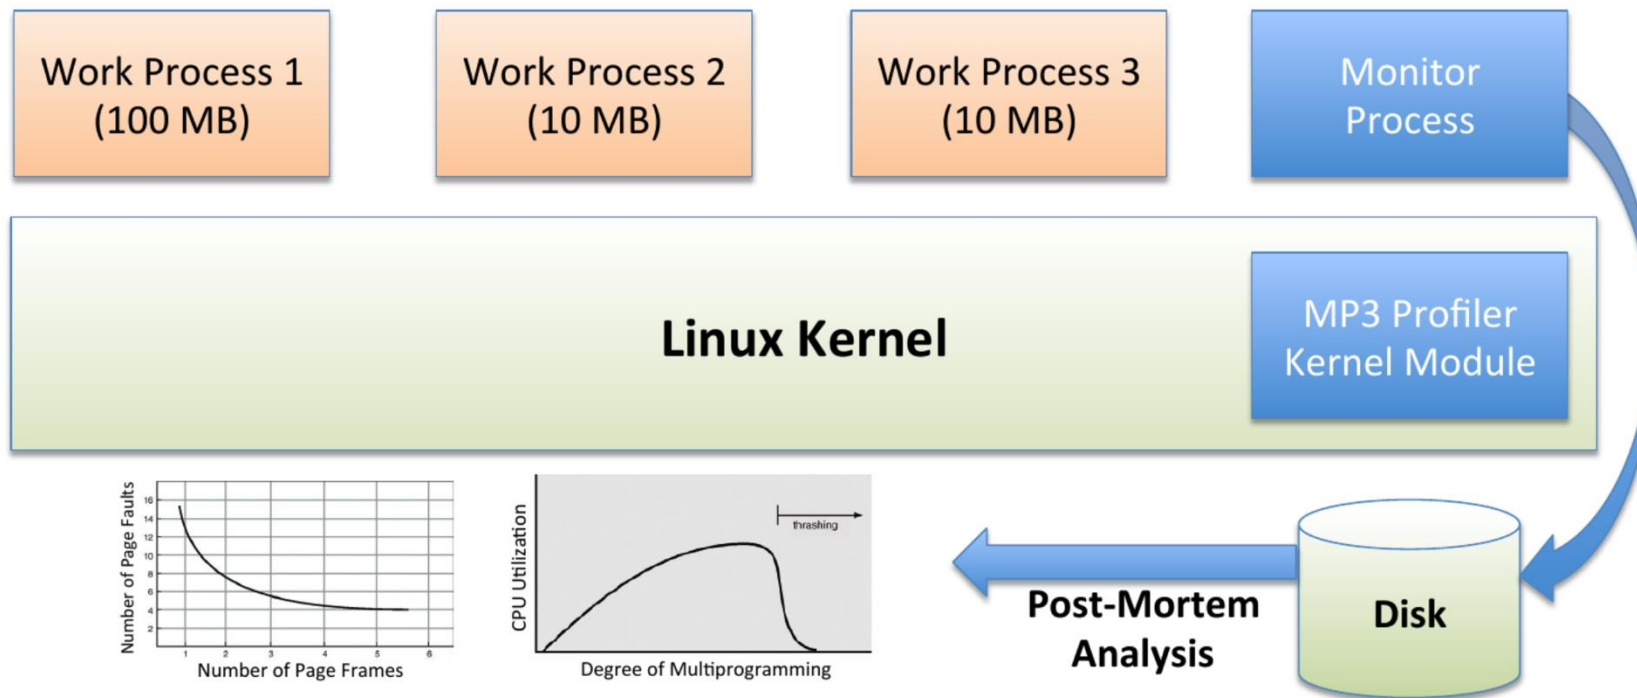 Work Process 1
(100 MB)
Work Process 2
(10 MB)
Work Process 3
(10 MB)
Monitor
Process
Linux Kernel
MP3 Profiler
Kernel Module
Number of Page Faults
16
14
12
10
8
6
4
2
1
2
3
4
5
6
Number of Page Frames
CPU Utilization
thrashing
Degree of Multiprogramming
Post-Mortem
Analysis
Disk